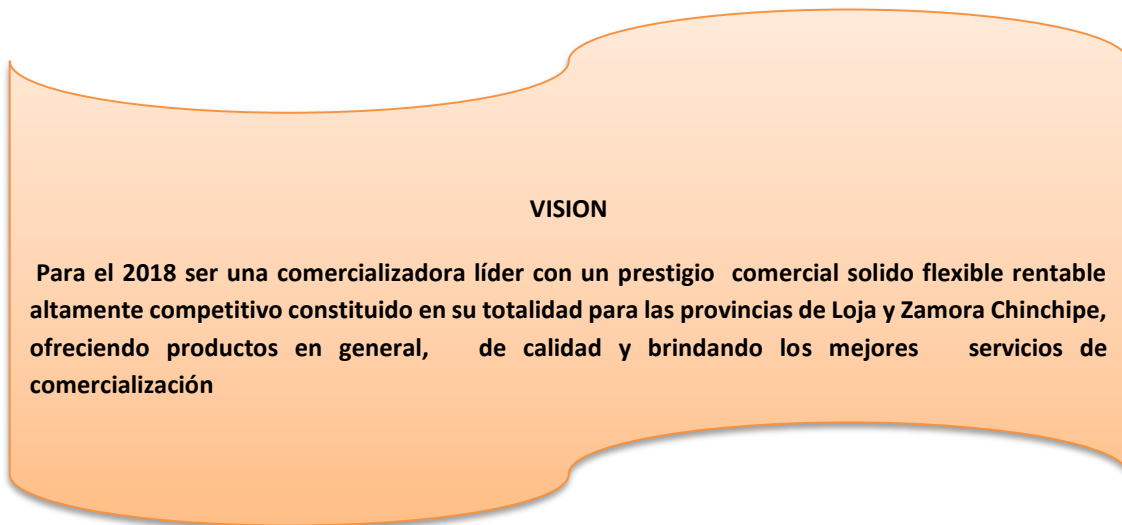 VISION
Para el 2018 ser una comercializadora líder con un prestigio comercial solido flexible rentable
altamente competitivo constituido en su totalidad para las provincias de Loja y Zamora Chinchipe,
ofreciendo productos en general, de calidad y brindando los mejores servicios de
comercialización